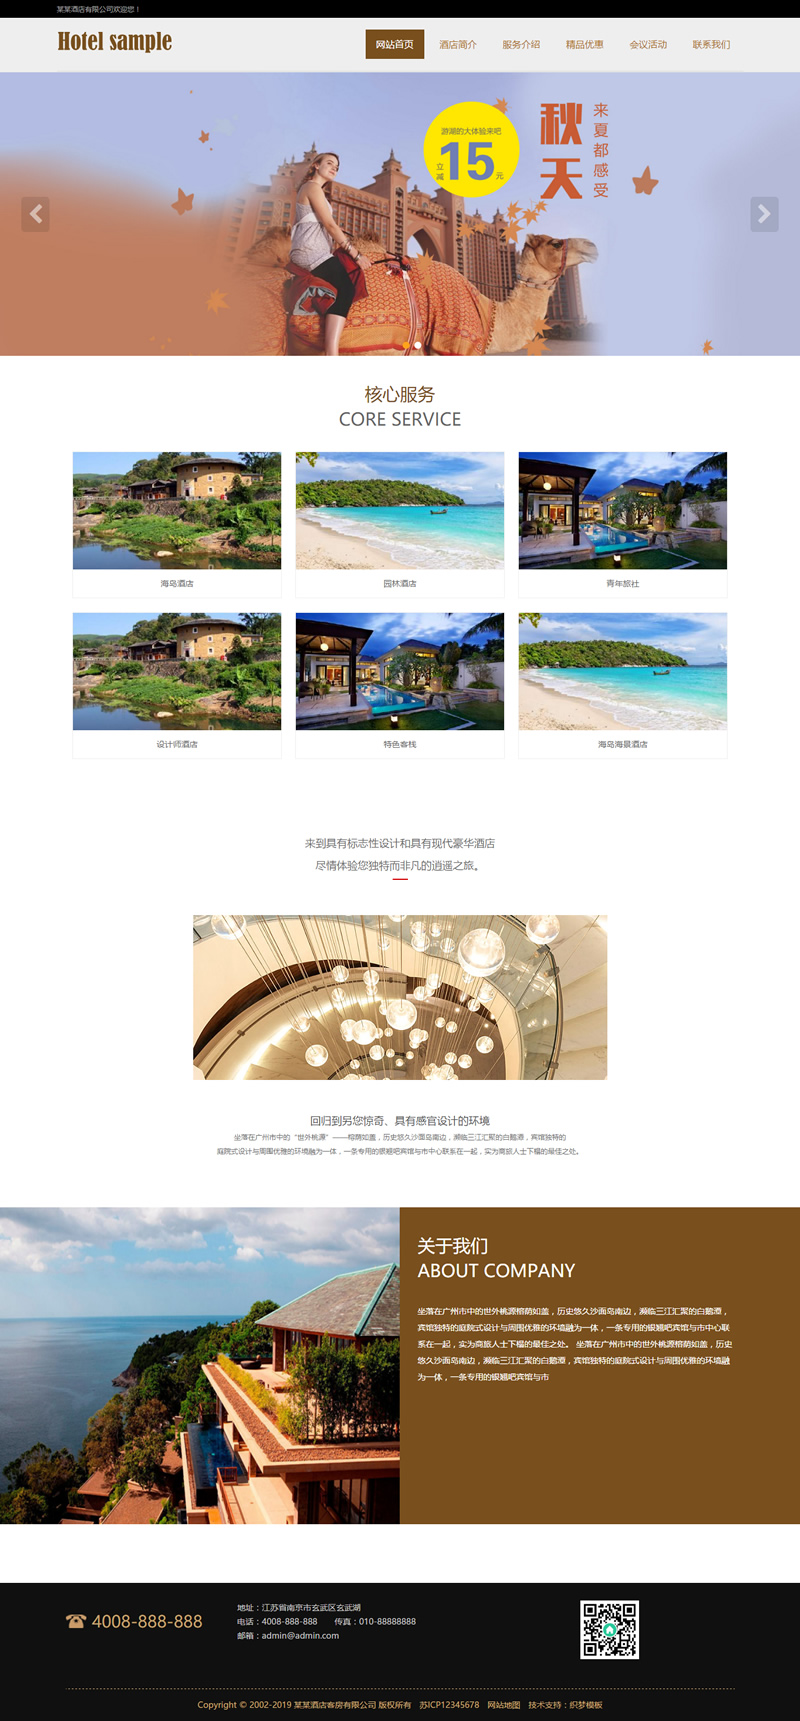 某某酒店有限公司欢迎您！
Hotel sample
网站首页 酒店简介 服务介绍 精品优惠 会议活动 联系我们
游湖的大体验来吧
立减 15 元
秋天
来夏都感受
核心服务
CORE SERVICE
海岛酒店 园林酒店 青年旅社
设计师酒店 特色客栈 海岛海景酒店
来到具有标志性设计和具有现代豪华酒店
尽情体验您独特而非凡的逍遥之旅。
回归到另您惊奇、具有感官设计的环境
坐落在广州市中的“世外桃源”——榕荫如盖，历史悠久沙面岛南边，濒临三江汇聚的白鹅潭，宾馆独特的
庭院式设计与周围优雅的环境融为一体，一条专用的银翘吧宾馆与市中心联系在一起，实为商旅人士下榻的最佳之处。
关于我们
ABOUT COMPANY
坐落在广州市中的世外桃源榕荫如盖，历史悠久沙面岛南边，濒临三江汇聚的白鹅潭，
宾馆独特的庭院式设计与周围优雅的环境融为一体，一条专用的银翘吧宾馆与市中心联
系在一起，实为商旅人士下榻的最佳之处。 坐落在广州市中的世外桃源榕荫如盖，历史
悠久沙面岛南边，濒临三江汇聚的白鹅潭，宾馆独特的庭院式设计与周围优雅的环境融
为一体，一条专用的银翘吧宾馆与市
4008-888-888
地址：江苏省南京市玄武区玄武湖
电话：4008-888-888 传真：010-88888888
邮箱：admin@admin.com
Copyright © 2002-2019 某某酒店客房有限公司 版权所有 苏ICP12345678 网站地图 技术支持：织梦模板